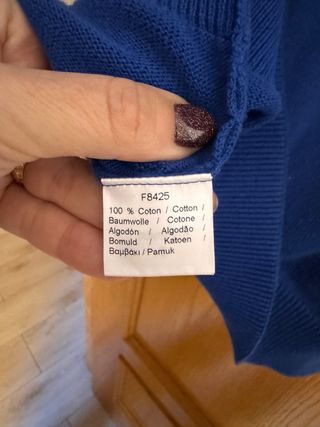 F8425
100 % Coton / Cotton /
Baumwolle / Cotone /
Algodón / Algodão /
Bomuld / Katoen /
Βαμβάκι / Pamuk